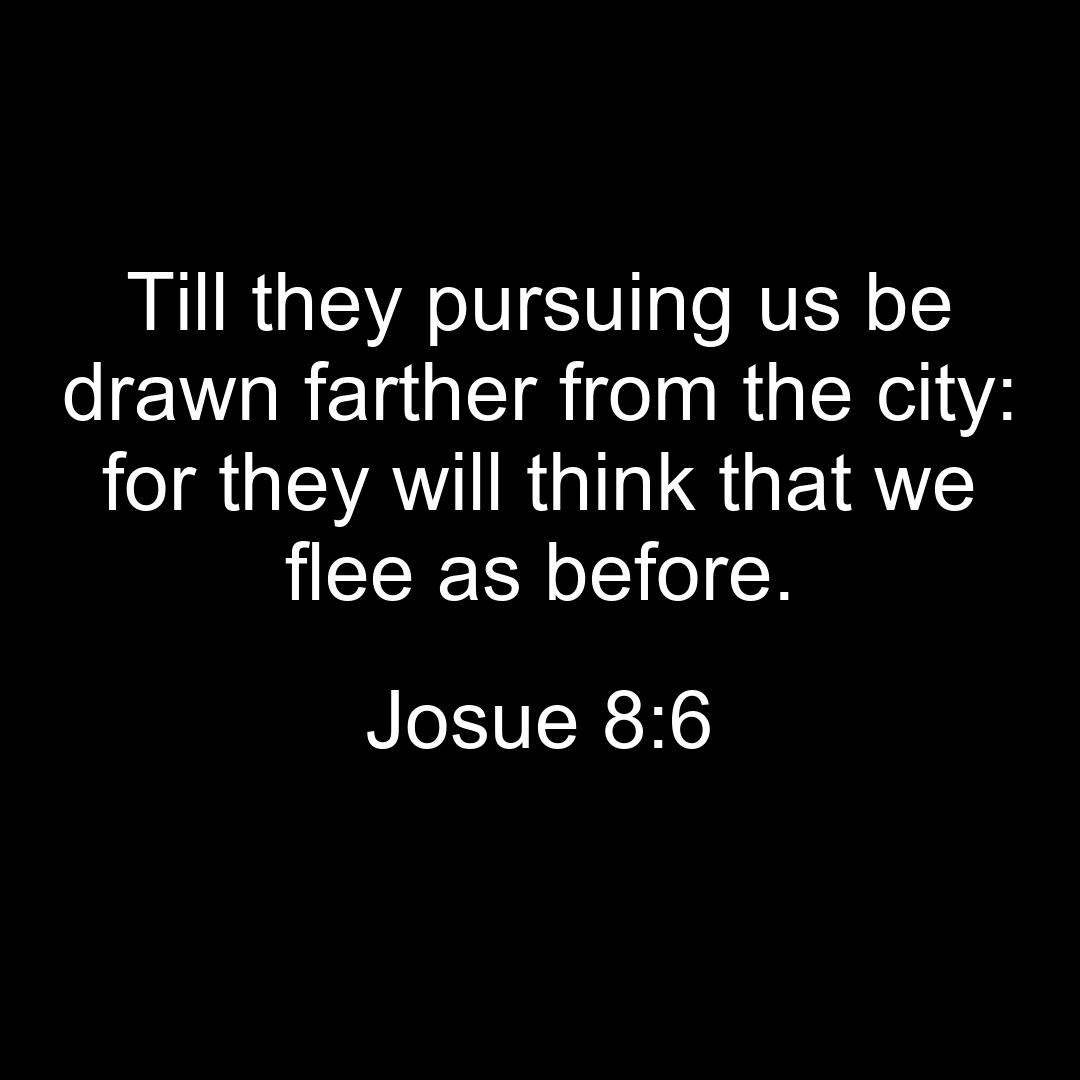 Till they pursuing us be
drawn farther from the city:
for they will think that we
flee as before.
Josue 8:6